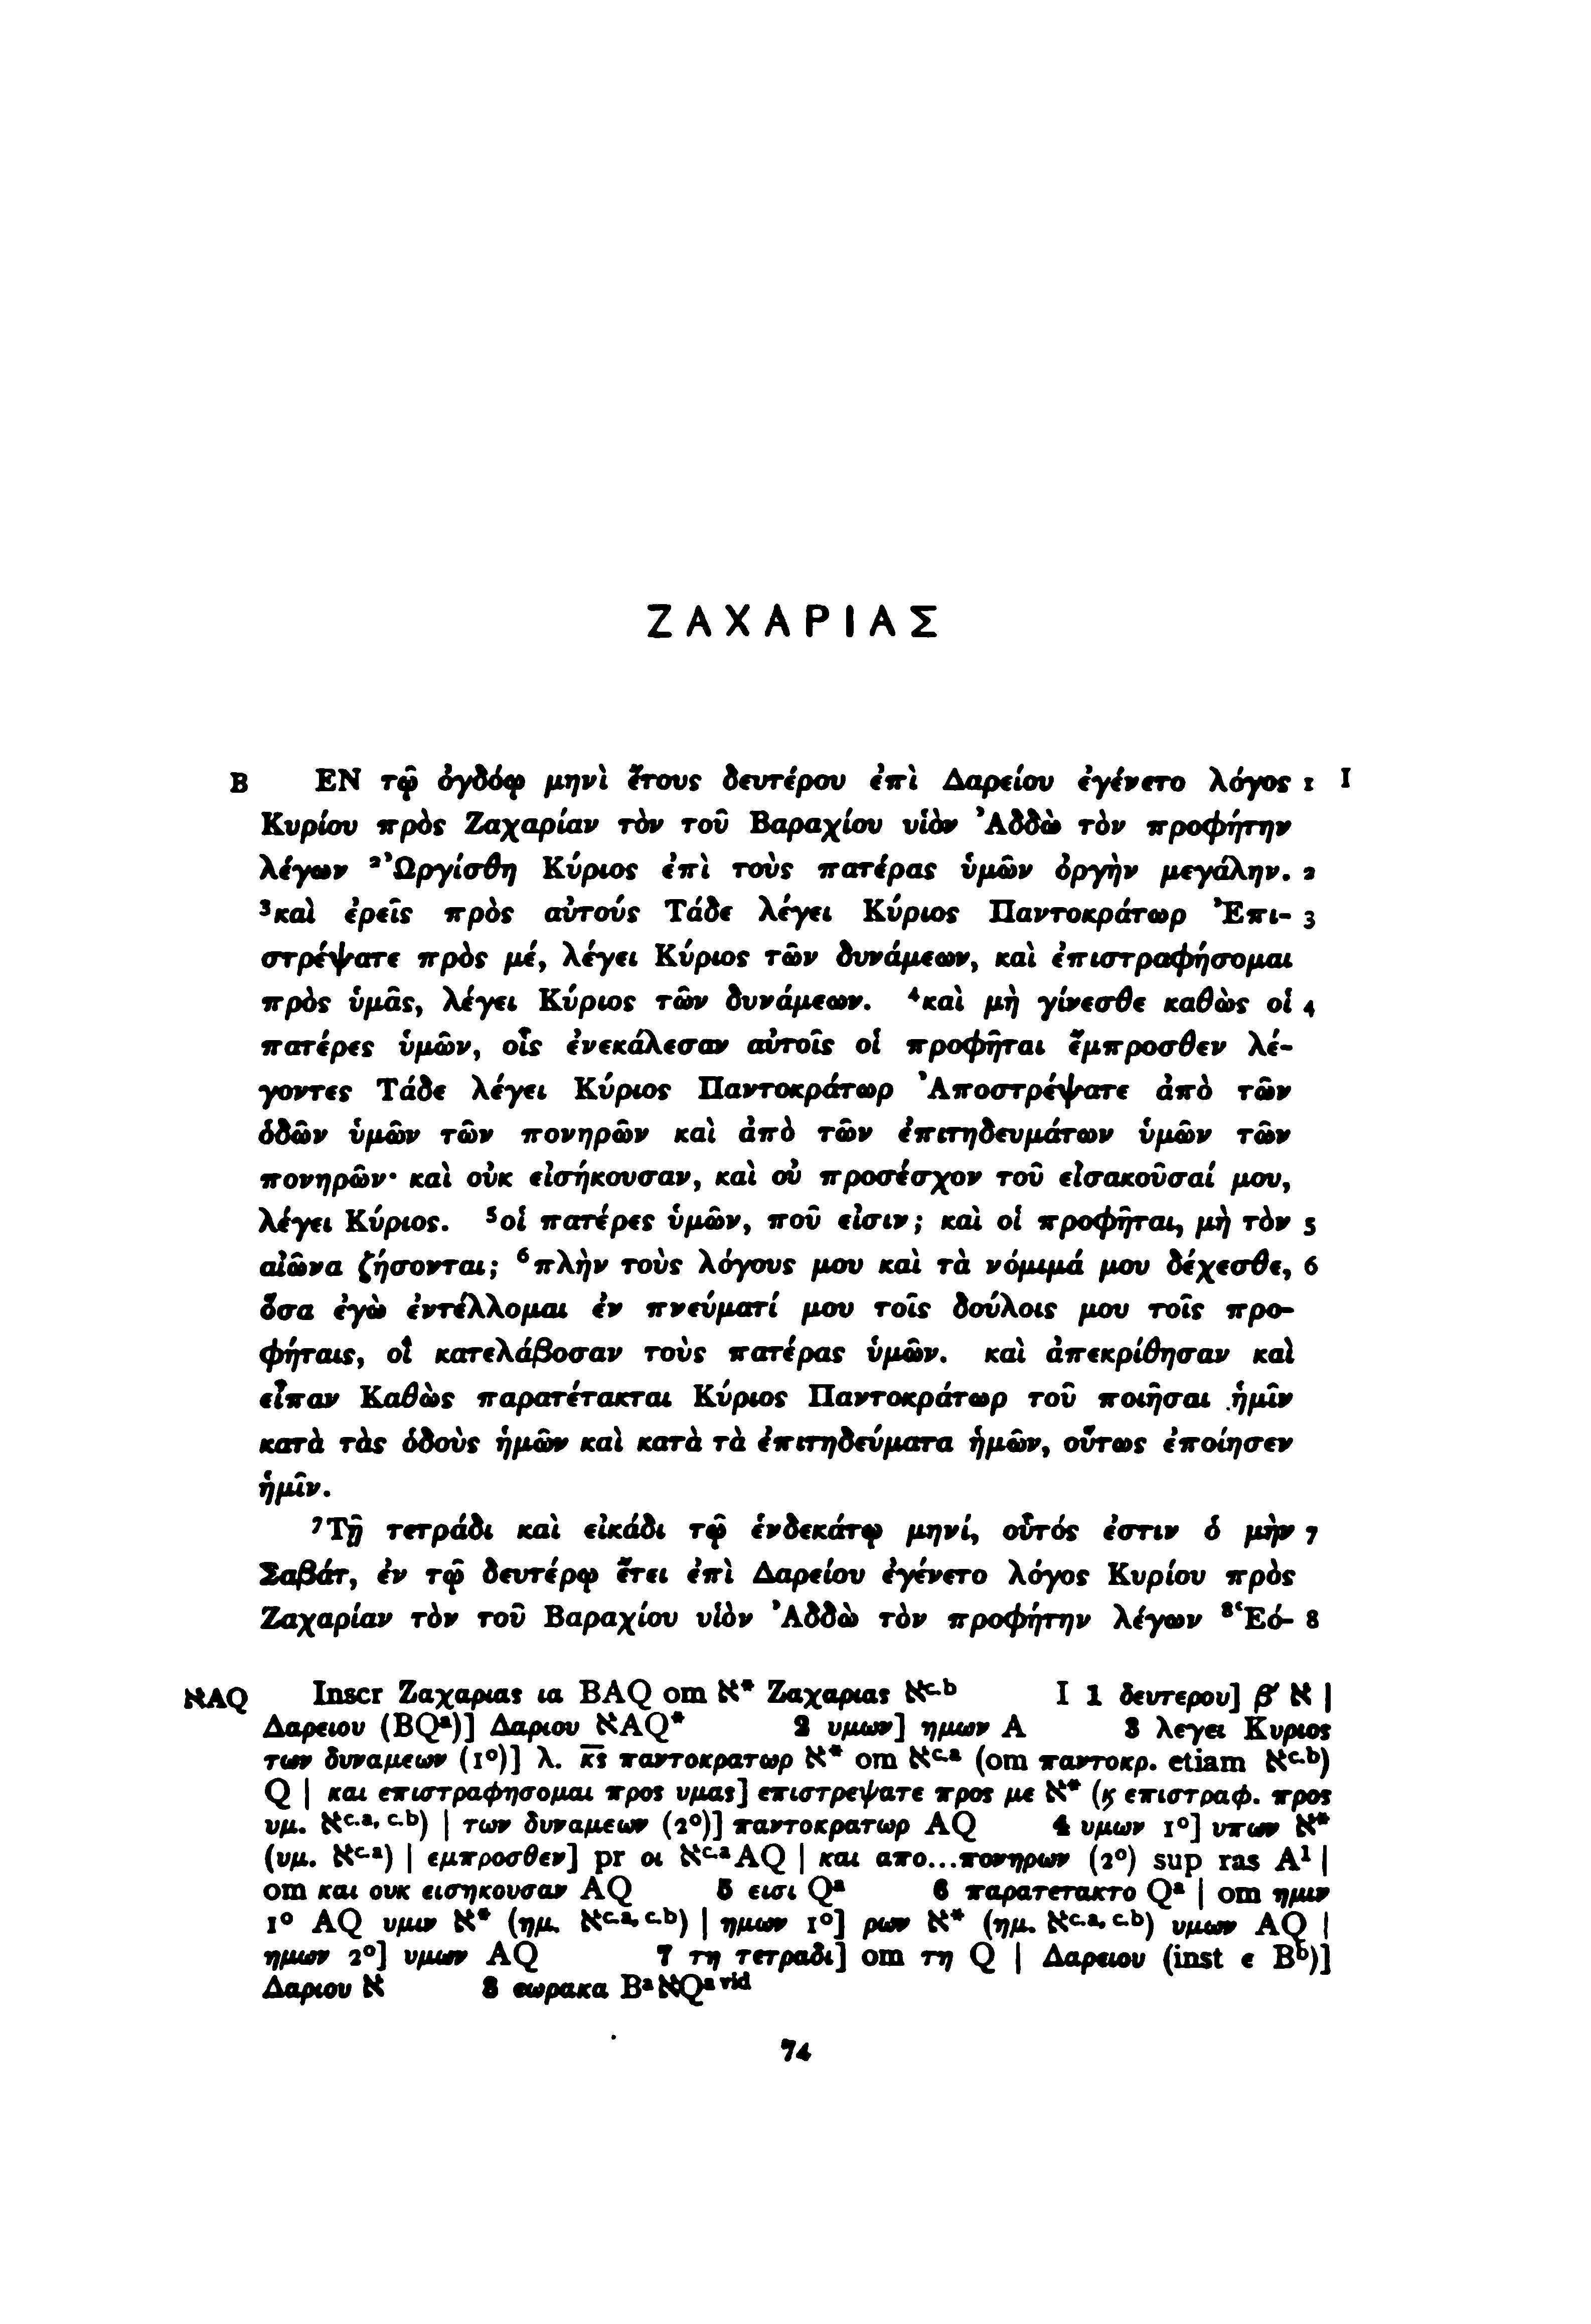 ΖΑΧΑΡΙΑΣ
B ΕΝ τῷ ὀγδόῳ μηνὶ ἔτους δευτέρου ἐπὶ Δαρείου ἐγένετο λόγος 1 I
Κυρίου πρὸς Ζαχαρίαν τὸν τοῦ Βαραχίου υἱὸν Ἀδδὼ τὸν προφήτην
λέγων ²Ὠργίσθη Κύριος ἐπὶ τοὺς πατέρας ὑμῶν ὀργὴν μεγάλην. 2
³καὶ ἐρεῖς πρὸς αὐτούς Τάδε λέγει Κύριος Παντοκράτωρ Ἐπι- 3
στρέψατε πρὸς μέ, λέγει Κύριος τῶν δυνάμεων, καὶ ἐπιστραφήσομαι
πρὸς ὑμᾶς, λέγει Κύριος τῶν δυνάμεων. ⁴καὶ μὴ γίνεσθε καθὼς οἱ 4
πατέρες ὑμῶν, οἷς ἐνεκάλεσαν αὐτοῖς οἱ προφῆται ἔμπροσθεν λέ-
γοντες Τάδε λέγει Κύριος Παντοκράτωρ Ἀποστρέψατε ἀπὸ τῶν
ὁδῶν ὑμῶν τῶν πονηρῶν καὶ ἀπὸ τῶν ἐπιτηδευμάτων ὑμῶν τῶν
πονηρῶν· καὶ οὐκ εἰσήκουσαν, καὶ οὐ προσέσχον τοῦ εἰσακοῦσαί μου,
λέγει Κύριος. ⁵οἱ πατέρες ὑμῶν, ποῦ εἰσιν; καὶ οἱ προφῆται, μὴ τὸν 5
αἰῶνα ζήσονται; ⁶πλὴν τοὺς λόγους μου καὶ τὰ νόμιμά μου δέχεσθε, 6
ὅσα ἐγὼ ἐντέλλομαι ἐν πνεύματί μου τοῖς δούλοις μου τοῖς προ-
φήταις, οἳ κατελάβοσαν τοὺς πατέρας ὑμῶν. καὶ ἀπεκρίθησαν καὶ
εἶπαν Καθὼς παρατέτακται Κύριος Παντοκράτωρ τοῦ ποιῆσαι ἡμῖν
κατὰ τὰς ὁδοὺς ἡμῶν καὶ κατὰ τὰ ἐπιτηδεύματα ἡμῶν, οὕτως ἐποίησεν
ἡμῖν.
⁷Τῇ τετράδι καὶ εἰκάδι τῷ ἑνδεκάτῳ μηνί, οὗτός ἐστιν ὁ μὴν 7
Σαβάτ, ἐν τῷ δευτέρῳ ἔτει ἐπὶ Δαρείου ἐγένετο λόγος Κυρίου πρὸς
Ζαχαρίαν τὸν τοῦ Βαραχίου υἱὸν Ἀδδὼ τὸν προφήτην λέγων ⁸Ἑό- 8
אAQ Inscr Ζαχαριας ια BAQ om א* Ζαχαριας א^c.b I 1 δευτερου] β′ א |
Δαρειου (BQ^a)] Δαριου אAQ* 2 υμων] ημων A 3 λεγει Κυριος
των δυναμεων (1°)] λ. κ̅ς̅ παντοκρατωρ א* om א^c.a (om παντοκρ. etiam א^c.b)
Q | και επιστραφησομαι προς υμας] επιστρεψατε προς με א* (ϗ επιστραφ. προς
υμ. א^c.a, c.b) | των δυναμεων (2°)] παντοκρατωρ AQ 4 υμων 1°] υπων א*
(υμ. א^c.a) | εμπροσθεν] pr οι א^c.a AQ | και απο...πονηρων (2°) sup ras A¹ |
om και ουκ εισηκουσαν AQ 5 εισι Q^a 6 παρατετακτο Q^a | om ημιν
1° AQ υμιν א* (ημ. א^c.a, c.b) | ημων 1°] ρων א* (ημ. א^c.a, c.b) υμων AQ |
ημων 2°] υμων AQ 7 τη τετραδι] om τη Q | Δαρειου (inst ε B^b)]
Δαριου א 8 εωρακα B^a אQ^a vid
74